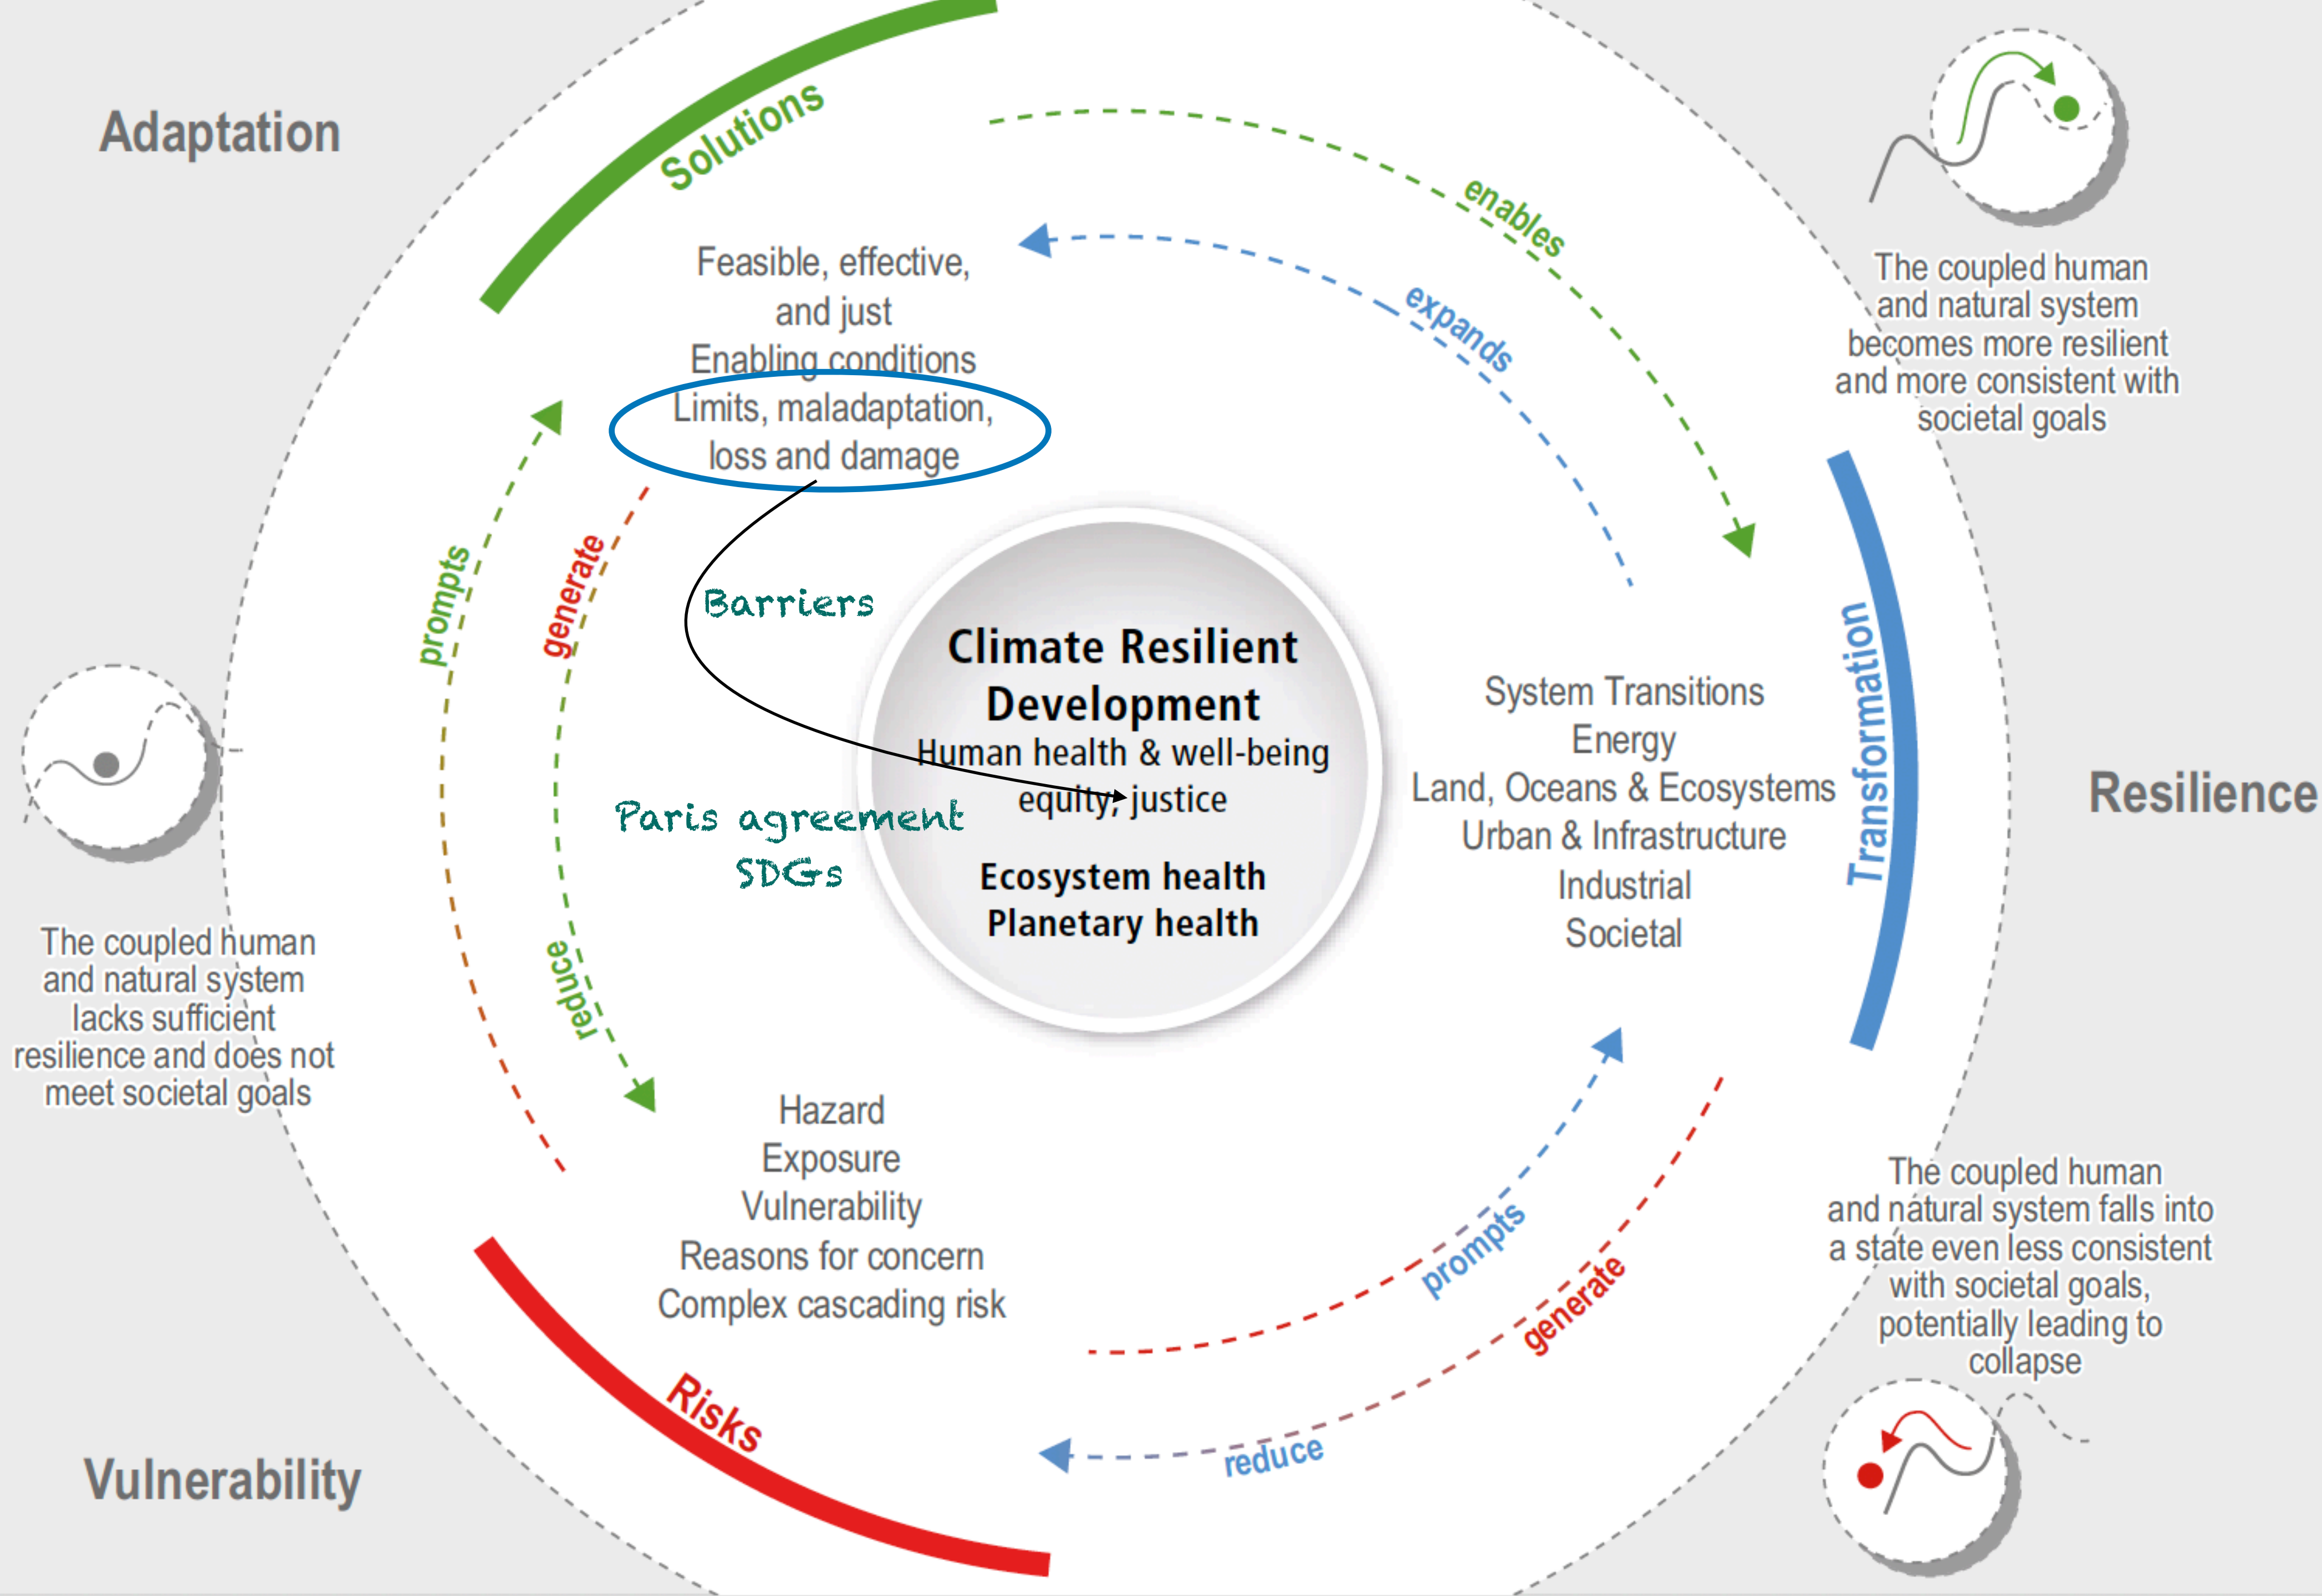 Adaptation
Solutions
Feasible, effective,
and just
Enabling conditions
Limits, maladaptation,
loss and damage
enables
expands
The coupled human
and natural system
becomes more resilient
and more consistent with
societal goals
prompts
generate
Barriers
Paris agreement
SDGs
reduce
Climate Resilient
Development
Human health & well-being
equity, justice
Ecosystem health
Planetary health
System Transitions
Energy
Land, Oceans & Ecosystems
Urban & Infrastructure
Industrial
Societal
Transformation
Resilience
The coupled human
and natural system
lacks sufficient
resilience and does not
meet societal goals
Hazard
Exposure
Vulnerability
Reasons for concern
Complex cascading risk
Risks
Vulnerability
prompts
generate
reduce
The coupled human
and natural system falls into
a state even less consistent
with societal goals,
potentially leading to
collapse